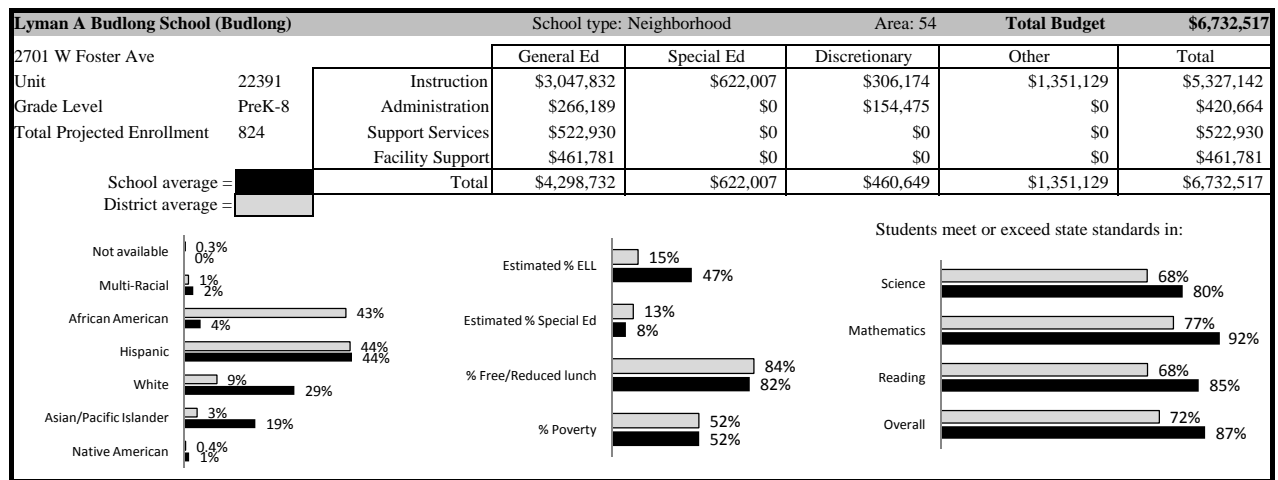 Lyman A Budlong School (Budlong) School type: Neighborhood Area: 54 Total Budget $6,732,517
2701 W Foster Ave General Ed Special Ed Discretionary Other Total
Unit 22391 Instruction $3,047,832 $622,007 $306,174 $1,351,129 $5,327,142
Grade Level PreK-8 Administration $266,189 $0 $154,475 $0 $420,664
Total Projected Enrollment 824 Support Services $522,930 $0 $0 $0 $522,930
Facility Support $461,781 $0 $0 $0 $461,781
School average = Total $4,298,732 $622,007 $460,649 $1,351,129 $6,732,517
District average =
Not available 0.3%
0%
Multi-Racial 1%
2%
African American 43%
4%
Hispanic 44%
44%
White 9%
29%
Asian/Pacific Islander 3%
19%
Native American 0.4%
1%
Estimated % ELL 15%
47%
Estimated % Special Ed 13%
8%
% Free/Reduced lunch 84%
82%
% Poverty 52%
52%
Students meet or exceed state standards in:
Science 68%
80%
Mathematics 77%
92%
Reading 68%
85%
Overall 72%
87%